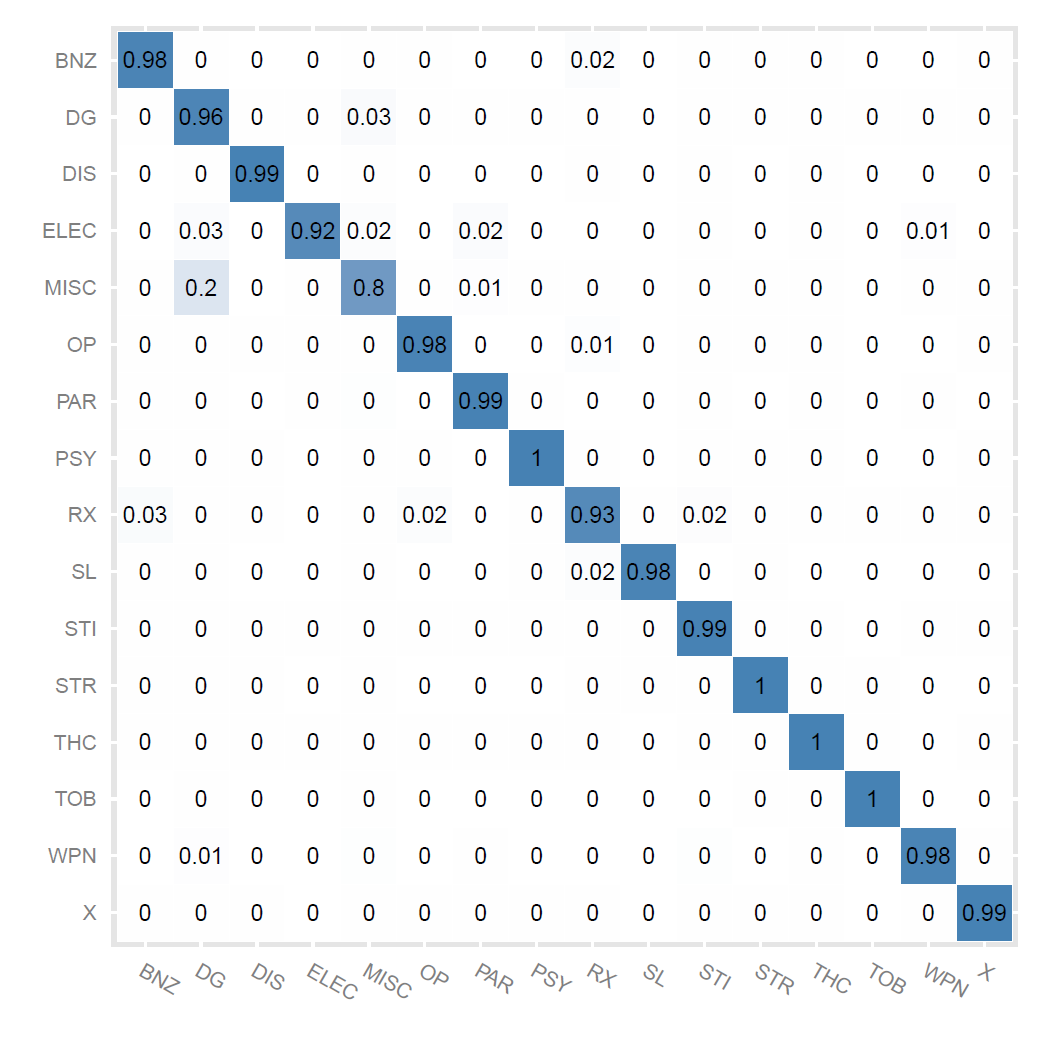 BNZ 0.98 0 0 0 0 0 0 0 0.02 0 0 0 0 0 0 0
DG 0 0.96 0 0 0.03 0 0 0 0 0 0 0 0 0 0 0
DIS 0 0 0.99 0 0 0 0 0 0 0 0 0 0 0 0 0
ELEC 0 0.03 0 0.92 0.02 0 0.02 0 0 0 0 0 0 0 0.01 0
MISC 0 0.2 0 0 0.8 0 0.01 0 0 0 0 0 0 0 0 0
OP 0 0 0 0 0 0.98 0 0 0.01 0 0 0 0 0 0 0
PAR 0 0 0 0 0 0 0.99 0 0 0 0 0 0 0 0 0
PSY 0 0 0 0 0 0 0 1 0 0 0 0 0 0 0 0
RX 0.03 0 0 0 0 0.02 0 0 0.93 0 0.02 0 0 0 0 0
SL 0 0 0 0 0 0 0 0 0.02 0.98 0 0 0 0 0 0
STI 0 0 0 0 0 0 0 0 0 0 0.99 0 0 0 0 0
STR 0 0 0 0 0 0 0 0 0 0 0 1 0 0 0 0
THC 0 0 0 0 0 0 0 0 0 0 0 0 1 0 0 0
TOB 0 0 0 0 0 0 0 0 0 0 0 0 0 1 0 0
WPN 0 0.01 0 0 0 0 0 0 0 0 0 0 0 0 0.98 0
X 0 0 0 0 0 0 0 0 0 0 0 0 0 0 0 0.99
BNZ DG DIS ELEC MISC OP PAR PSY RX SL STI STR THC TOB WPN X